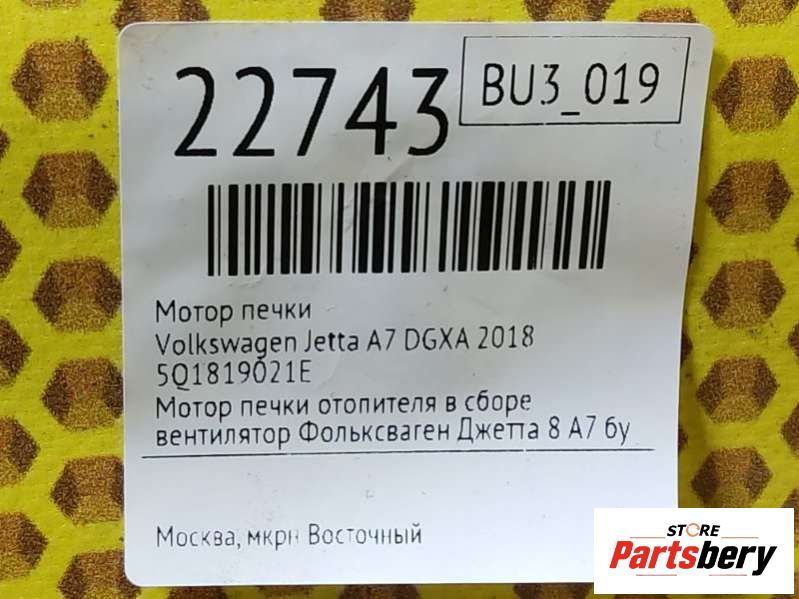 22743
BU3_019
Мотор печки
Volkswagen Jetta A7 DGXA 2018
5Q1819021E
Мотор печки отопителя в сборе
вентилятор Фольксваген Джетта 8 А7 бу
Москва, мкрн Восточный
STORE
Partsbery